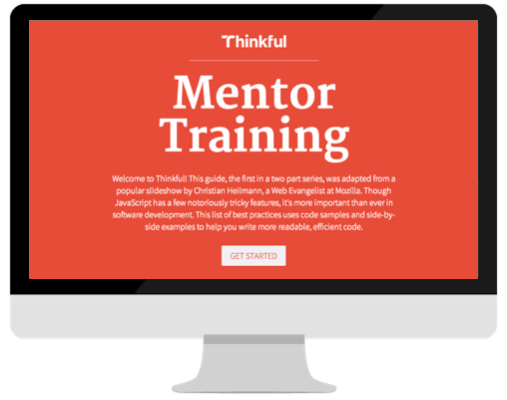 Thinkful
Mentor
Training
Welcome to Thinkful! This guide, the first in a two part series, was adapted from a
popular slideshow by Christian Heilmann, a Web Evangelist at Mozilla. Though
JavaScript has a few notoriously tricky features, it's more important than ever in
software development. This list of best practices uses code samples and side-by-
side examples to help you write more readable, efficient code.
GET STARTED